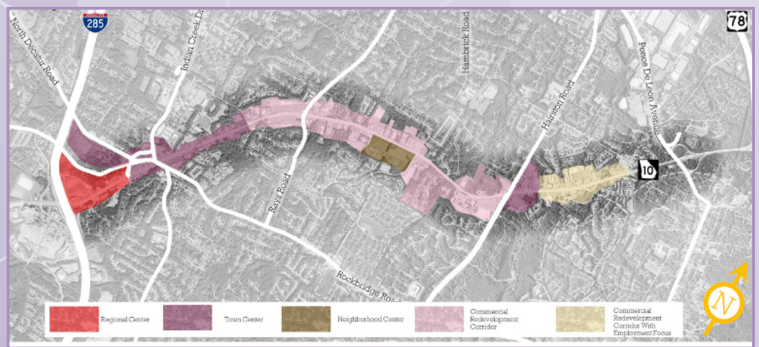 285
78
North Decatur Road
Indian Creek Dr
Hambrick Road
Hairston Road
Ponce De Leon Avenue
10
Rays Road
Rockbridge Road
N
Regional Center
Town Center
Neighborhood Center
Commercial
Redevelopment
Corridor
Commercial
Redevelopment
Corridor With
Employment Focus